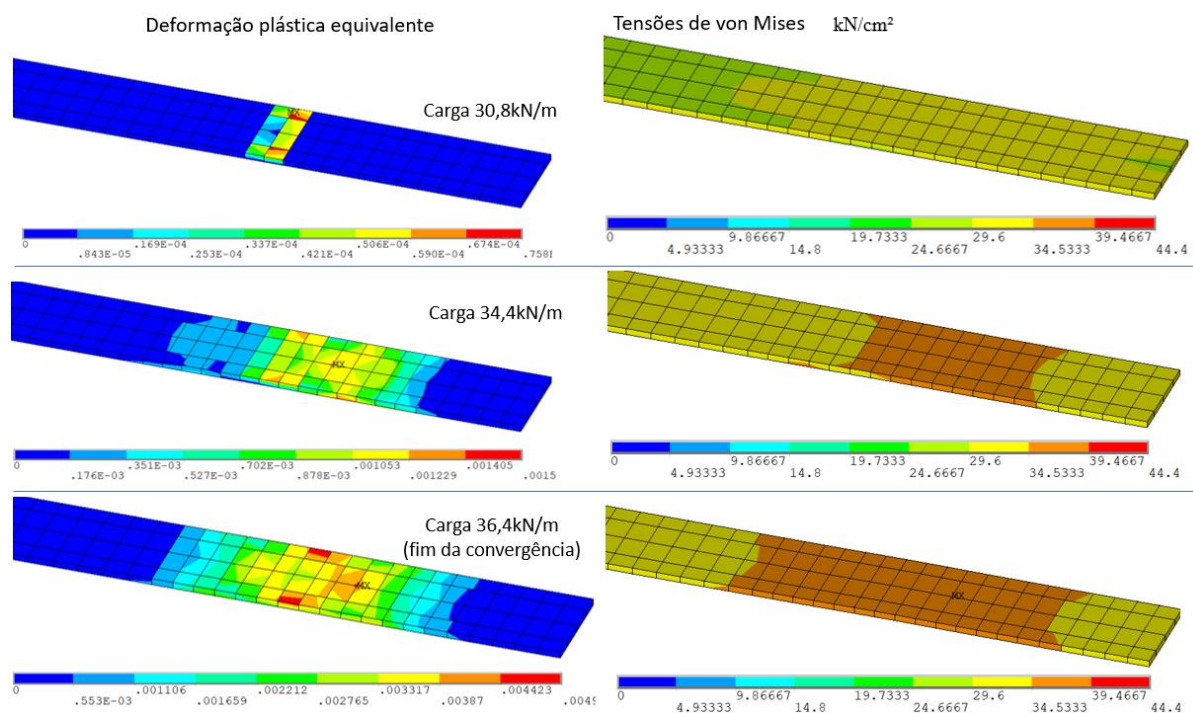 Deformação plástica equivalente
Tensões de von Mises kN/cm²
MX
Carga 30,8kN/m
0 .169E-04 .337E-04 .506E-04 .674E-04
.843E-05 .253E-04 .421E-04 .590E-04
0 9.86667 19.7333 29.6 39.4667
4.93333 14.8 24.6667 34.5333 44.4
Carga 34,4kN/m
MX
0 .351E-03 .702E-03 .001053 .001405
.176E-03 .527E-03 .878E-03 .001229 .0015
0 9.86667 19.7333 29.6 39.4667
4.93333 14.8 24.6667 34.5333 44.4
Carga 36,4kN/m
(fim da convergência)
MX
MX
0 .001106 .002212 .003317 .004423
.553E-03 .001659 .002765 .00387
0 9.86667 19.7333 29.6 39.4667
4.93333 14.8 24.6667 34.5333 44.4